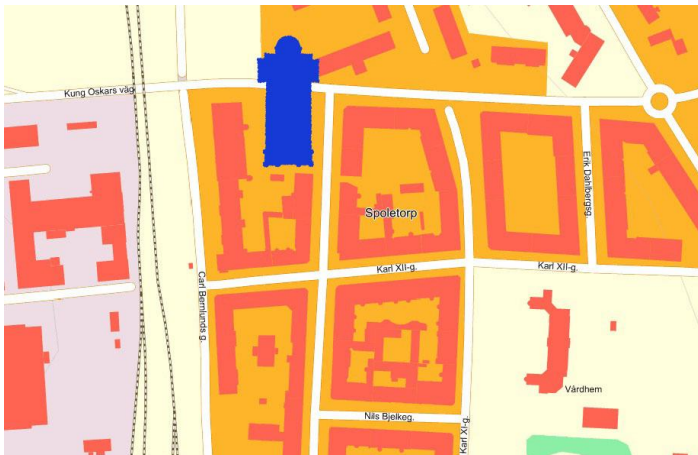 Kung Oskars väg
Erik Dahlbergsg.
Spoletorp
Karl XII-g.
Karl XII-g.
Carl Bernlunds g.
Vårdhem
Nils Bjelkeg.
Karl XI-g.